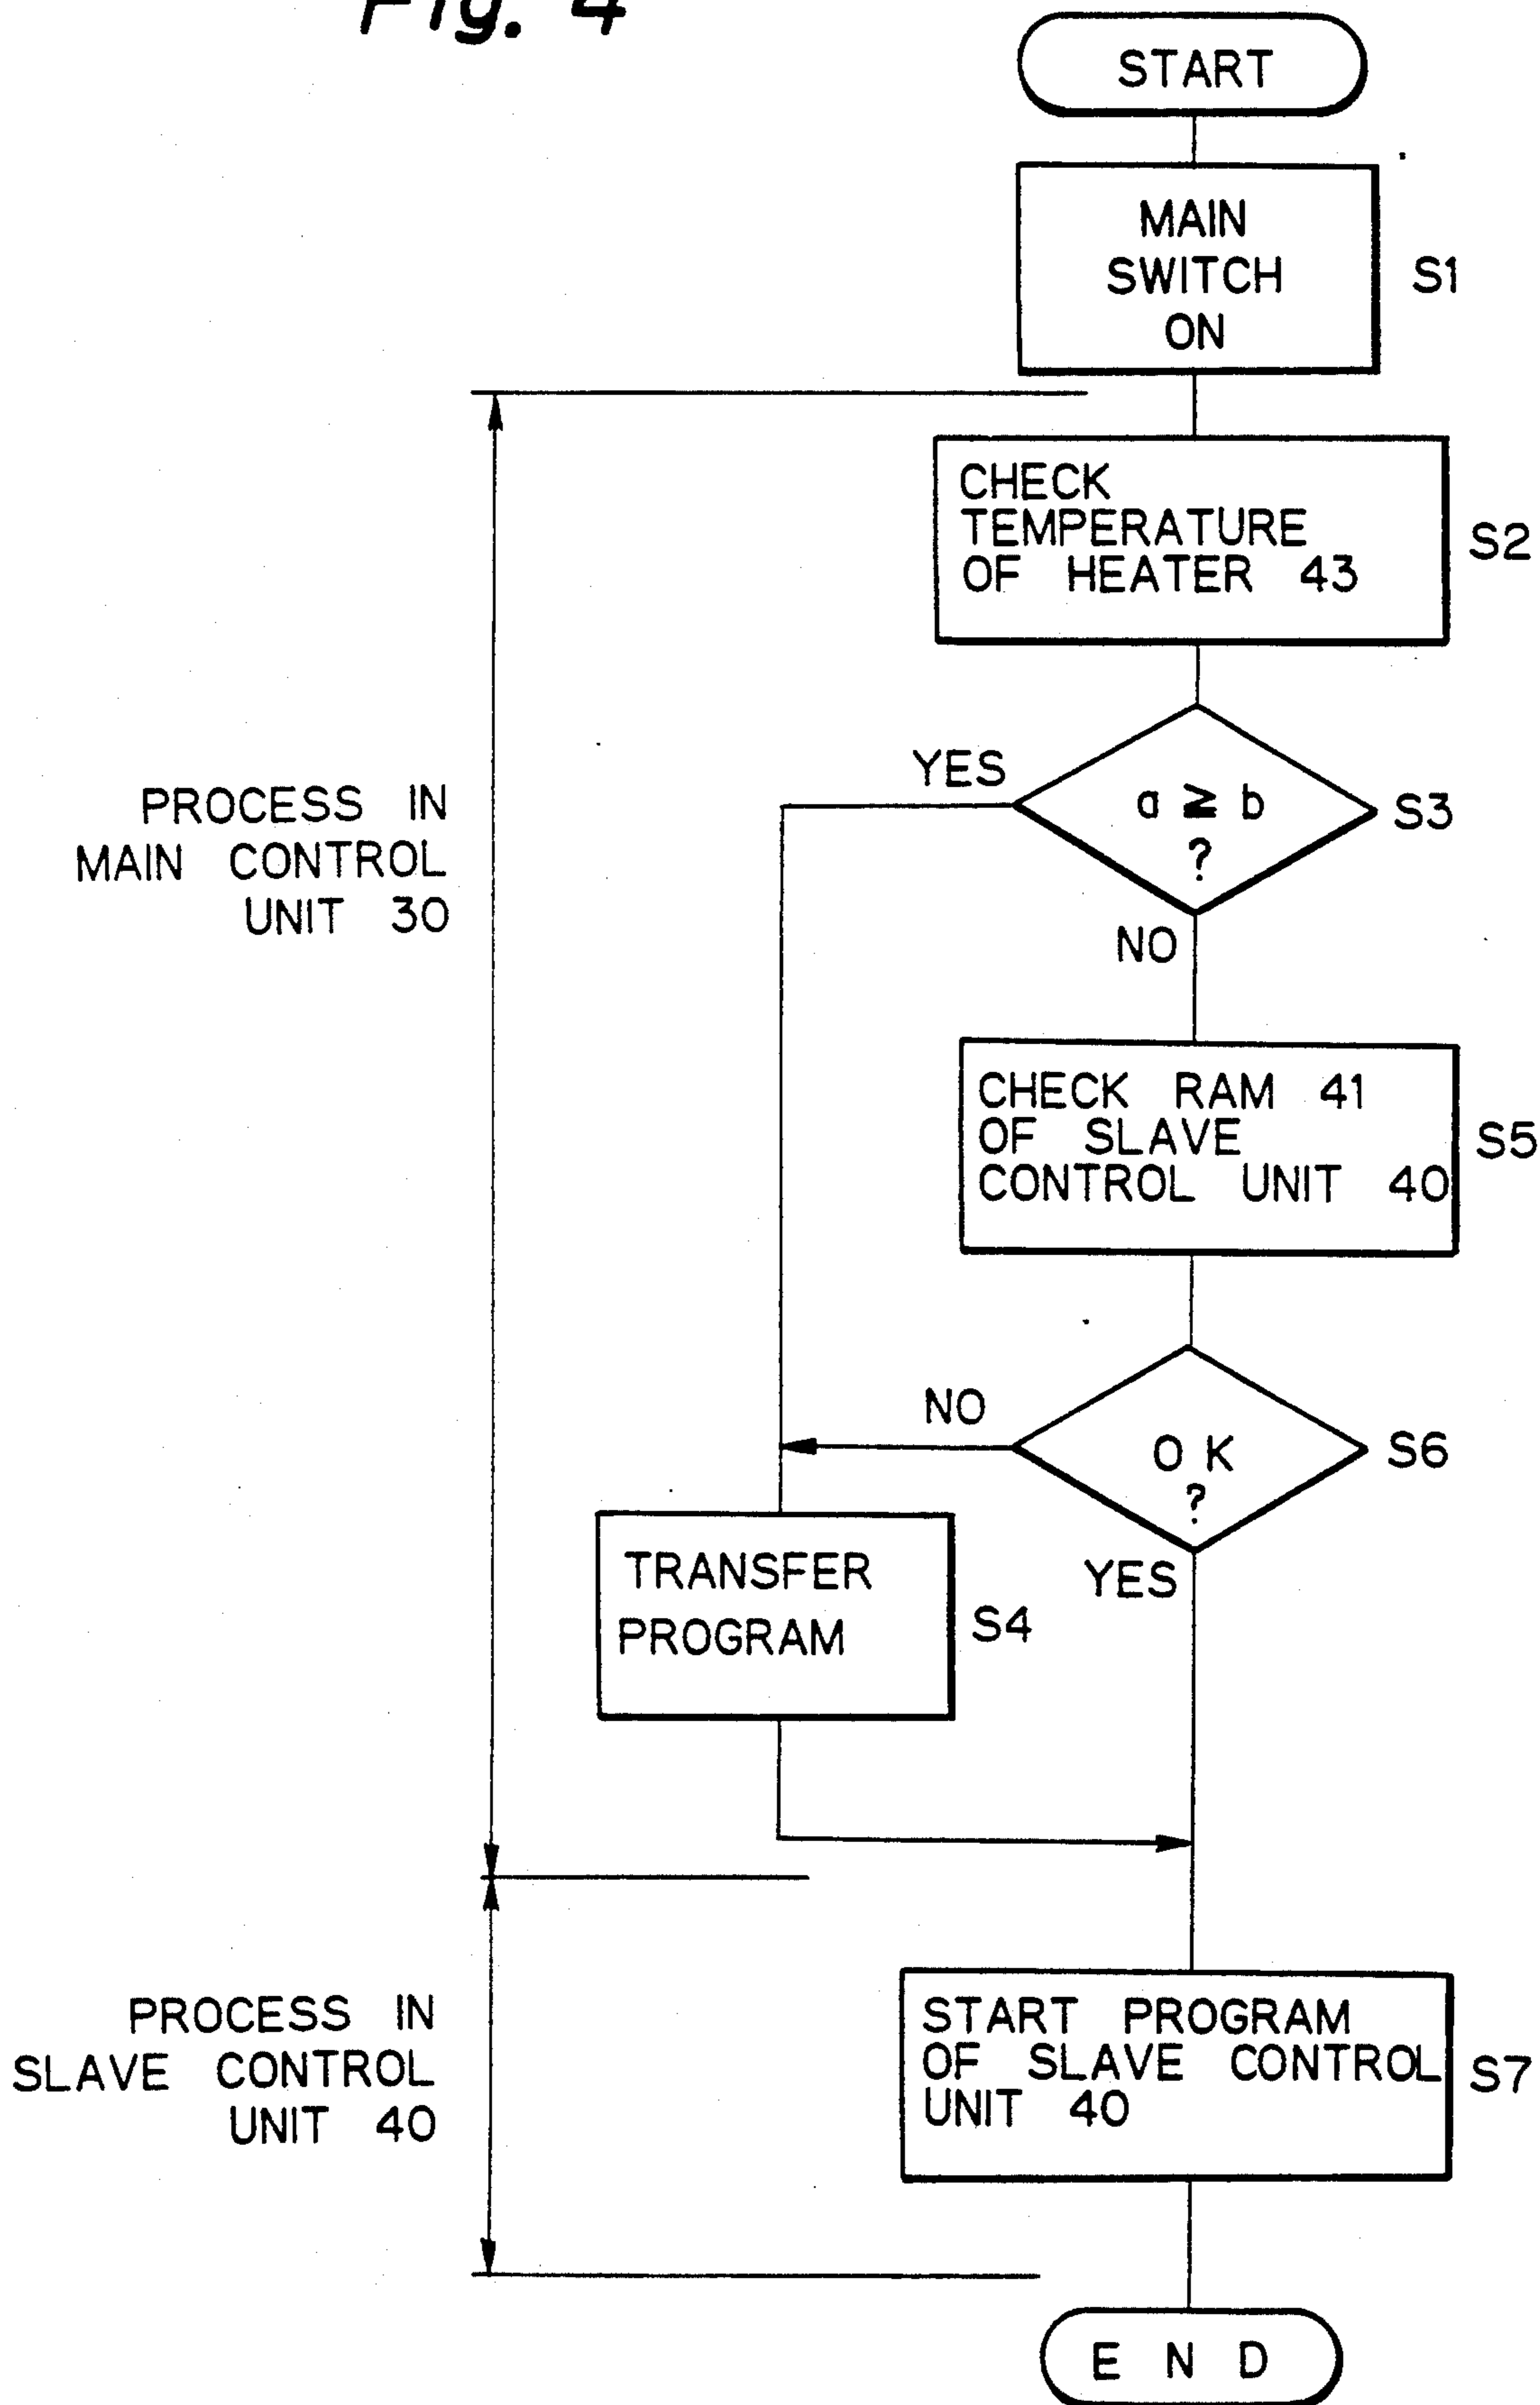 Fig. 4
START
MAIN
SWITCH
ON
S1
CHECK
TEMPERATURE
OF HEATER 43
S2
YES
a ≧ b
?
S3
NO
PROCESS IN
MAIN CONTROL
UNIT 30
CHECK RAM 41
OF SLAVE
CONTROL UNIT 40
S5
NO
OK
?
S6
YES
TRANSFER
PROGRAM
S4
PROCESS IN
SLAVE CONTROL
UNIT 40
START PROGRAM
OF SLAVE CONTROL
UNIT 40
S7
END